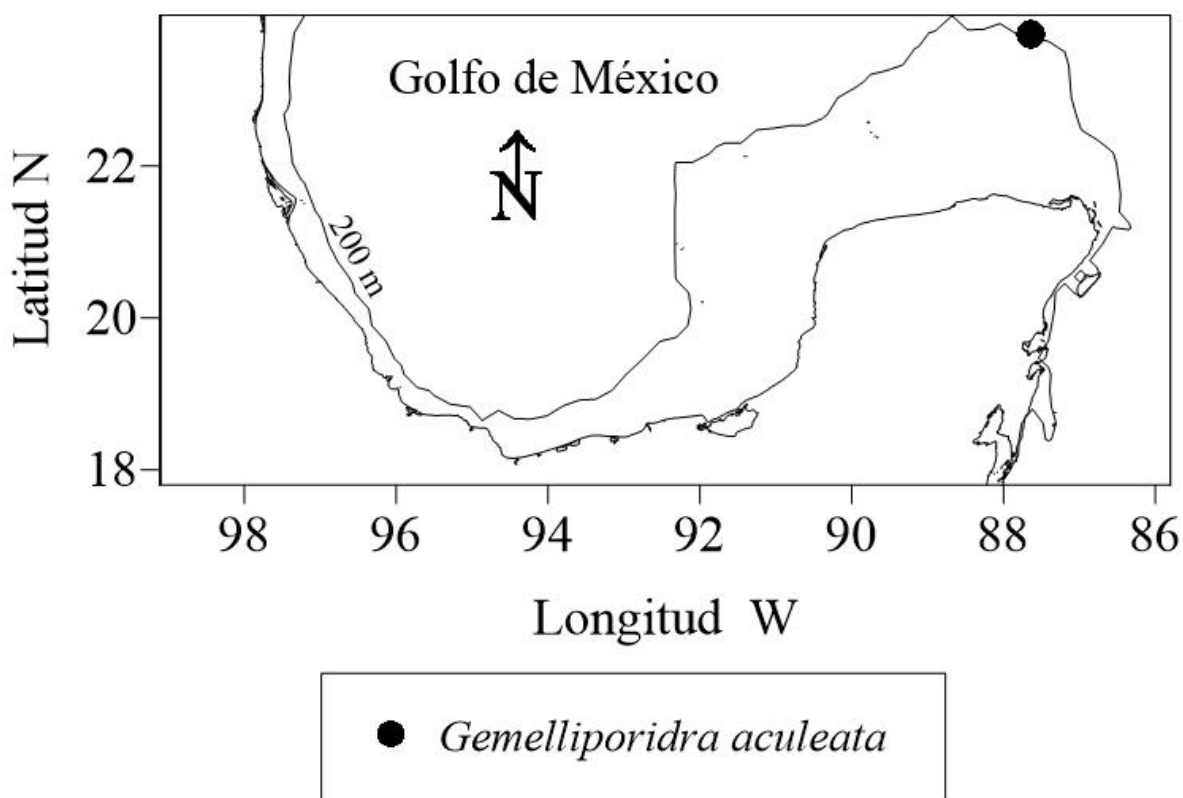 Golfo de México
N
200 m
Latitud N
22
20
18
98 96 94 92 90 88 86
Longitud W
Gemelliporidra aculeata